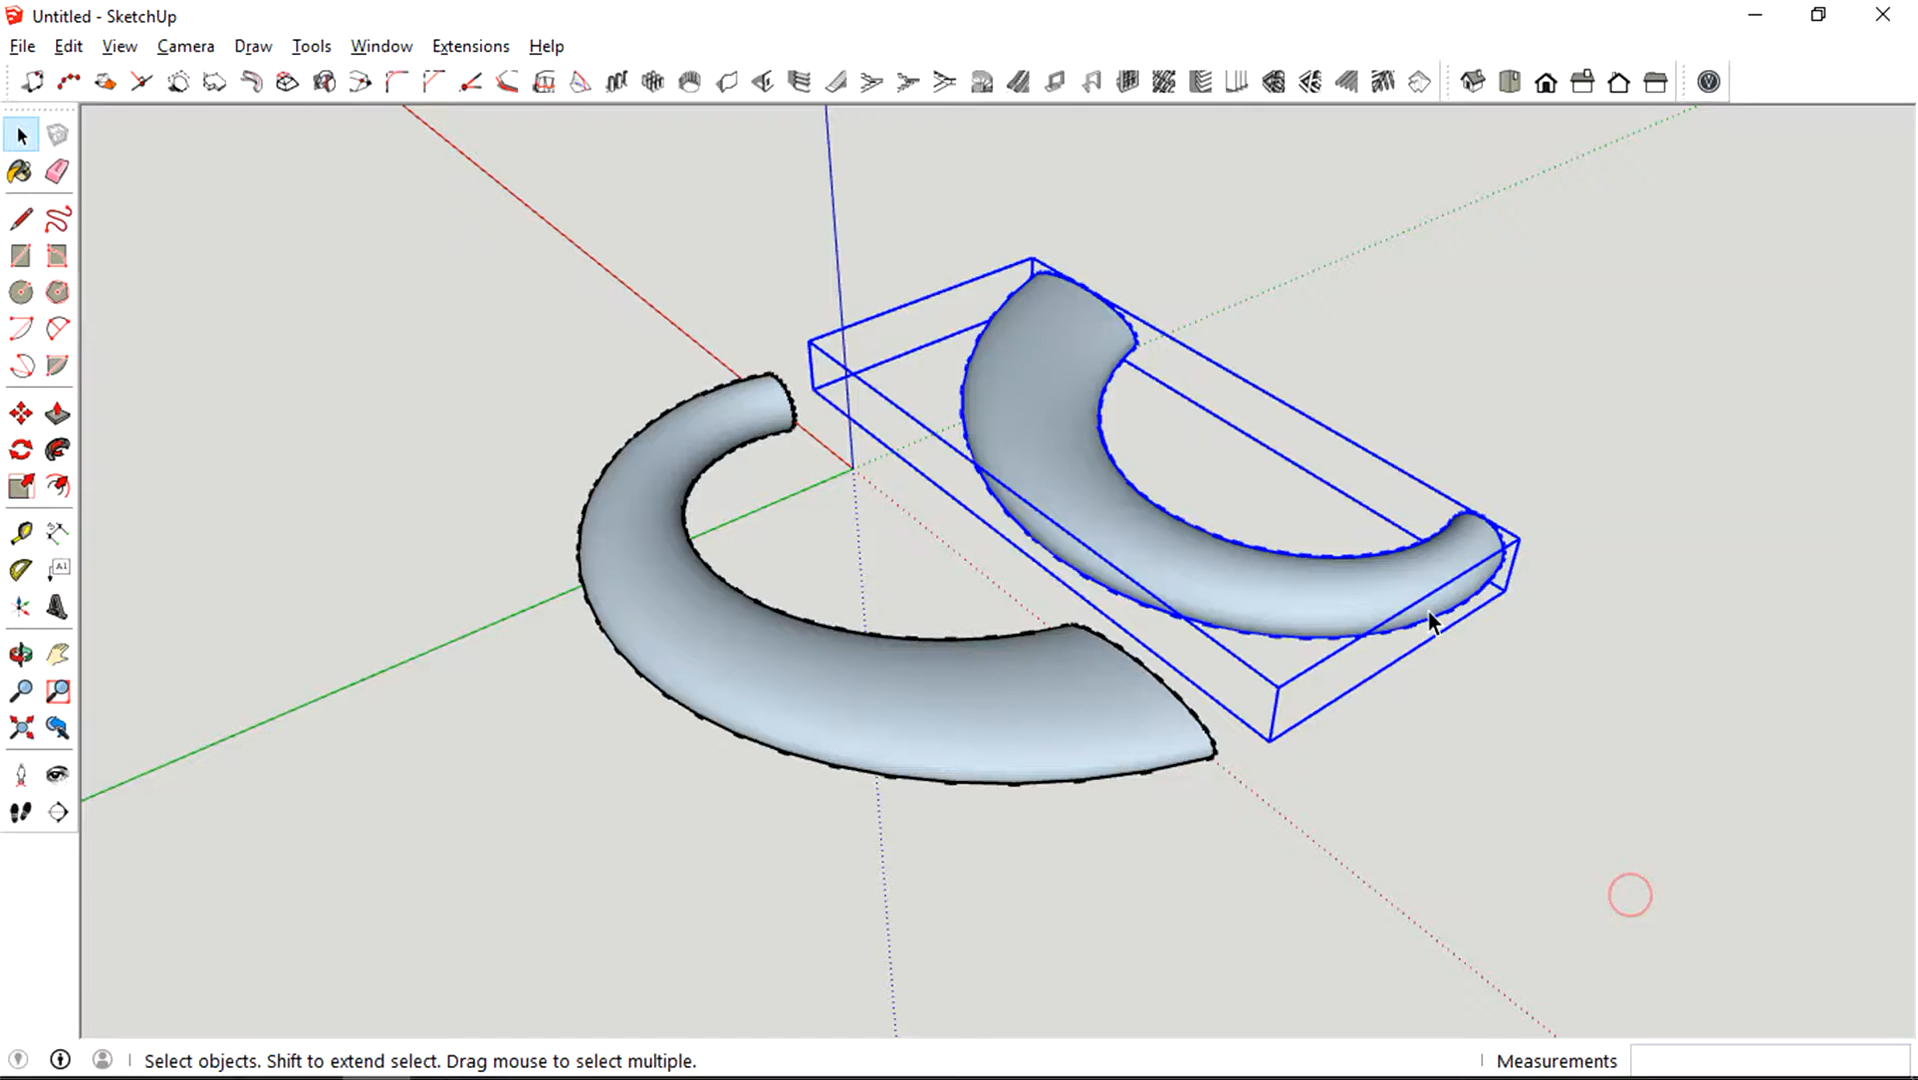 Untitled - SketchUp
File Edit View Camera Draw Tools Window Extensions Help
A1
Select objects. Shift to extend select. Drag mouse to select multiple.
Measurements